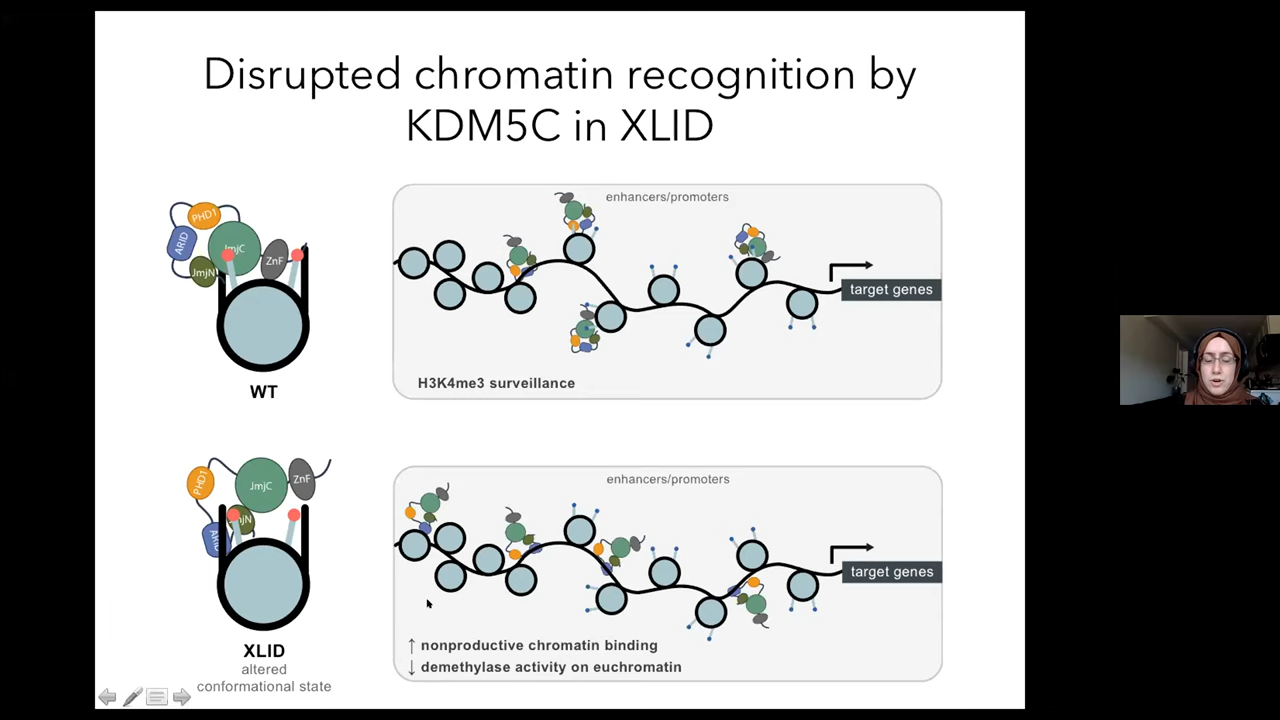 Disrupted chromatin recognition by
KDM5C in XLID
PHD1
ARID
JmjC
ZnF
JmjN
WT
enhancers/promoters
target genes
H3K4me3 surveillance
PHD1
JmjC
ZnF
ARID
XLID
altered
conformational state
enhancers/promoters
target genes
↑ nonproductive chromatin binding
↓ demethylase activity on euchromatin